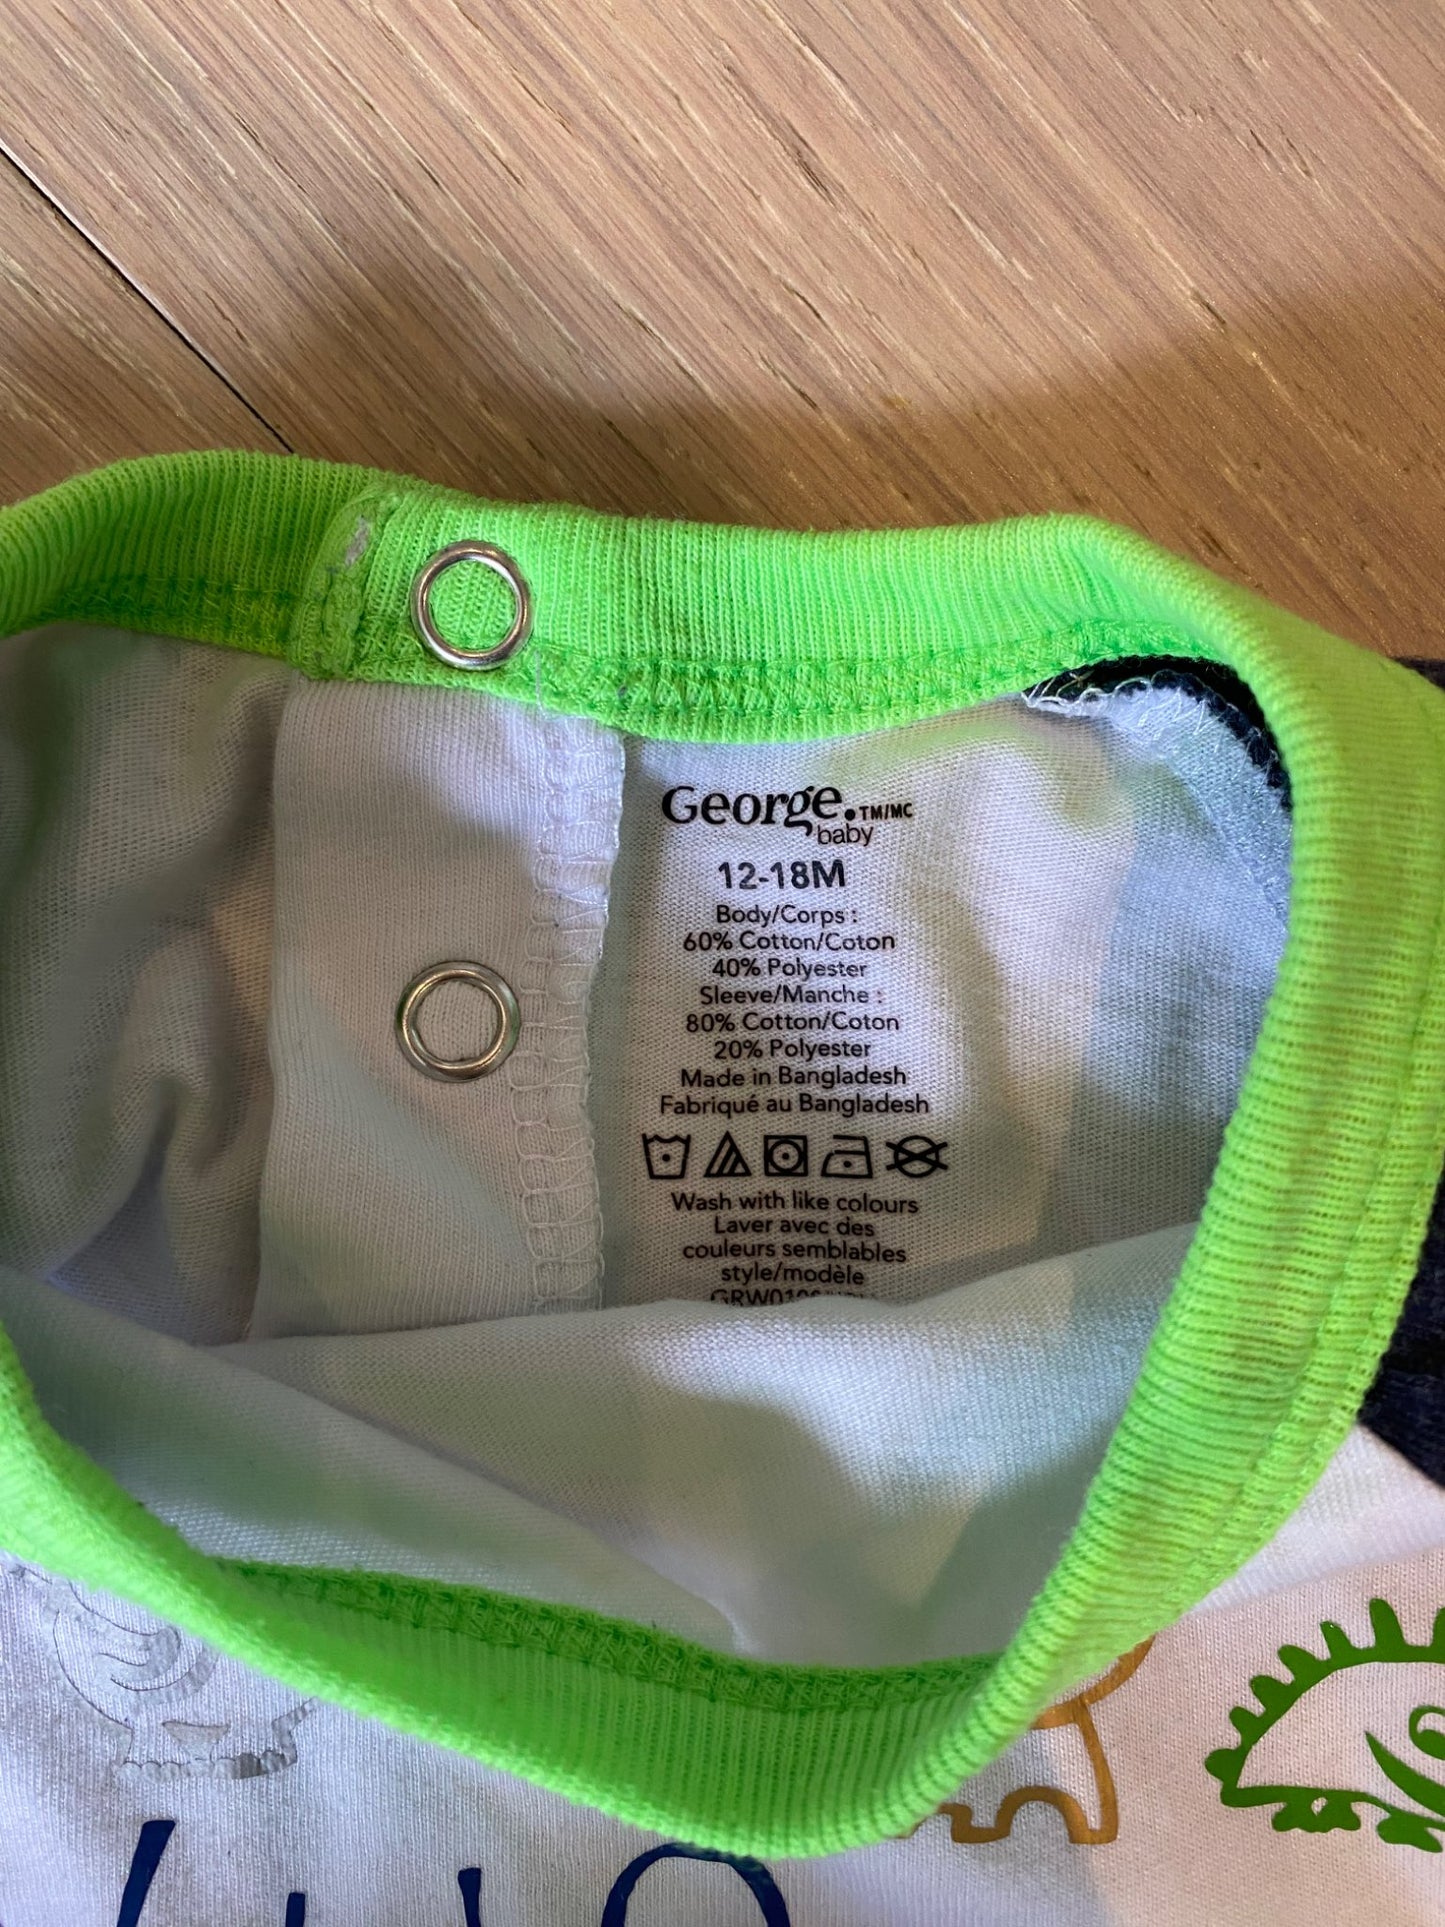 George. TM/MC
baby
12-18M
Body/Corps :
60% Cotton/Coton
40% Polyester
Sleeve/Manche :
80% Cotton/Coton
20% Polyester
Made in Bangladesh
Fabriqué au Bangladesh
Wash with like colours
Laver avec des
couleurs semblables
style/modèle